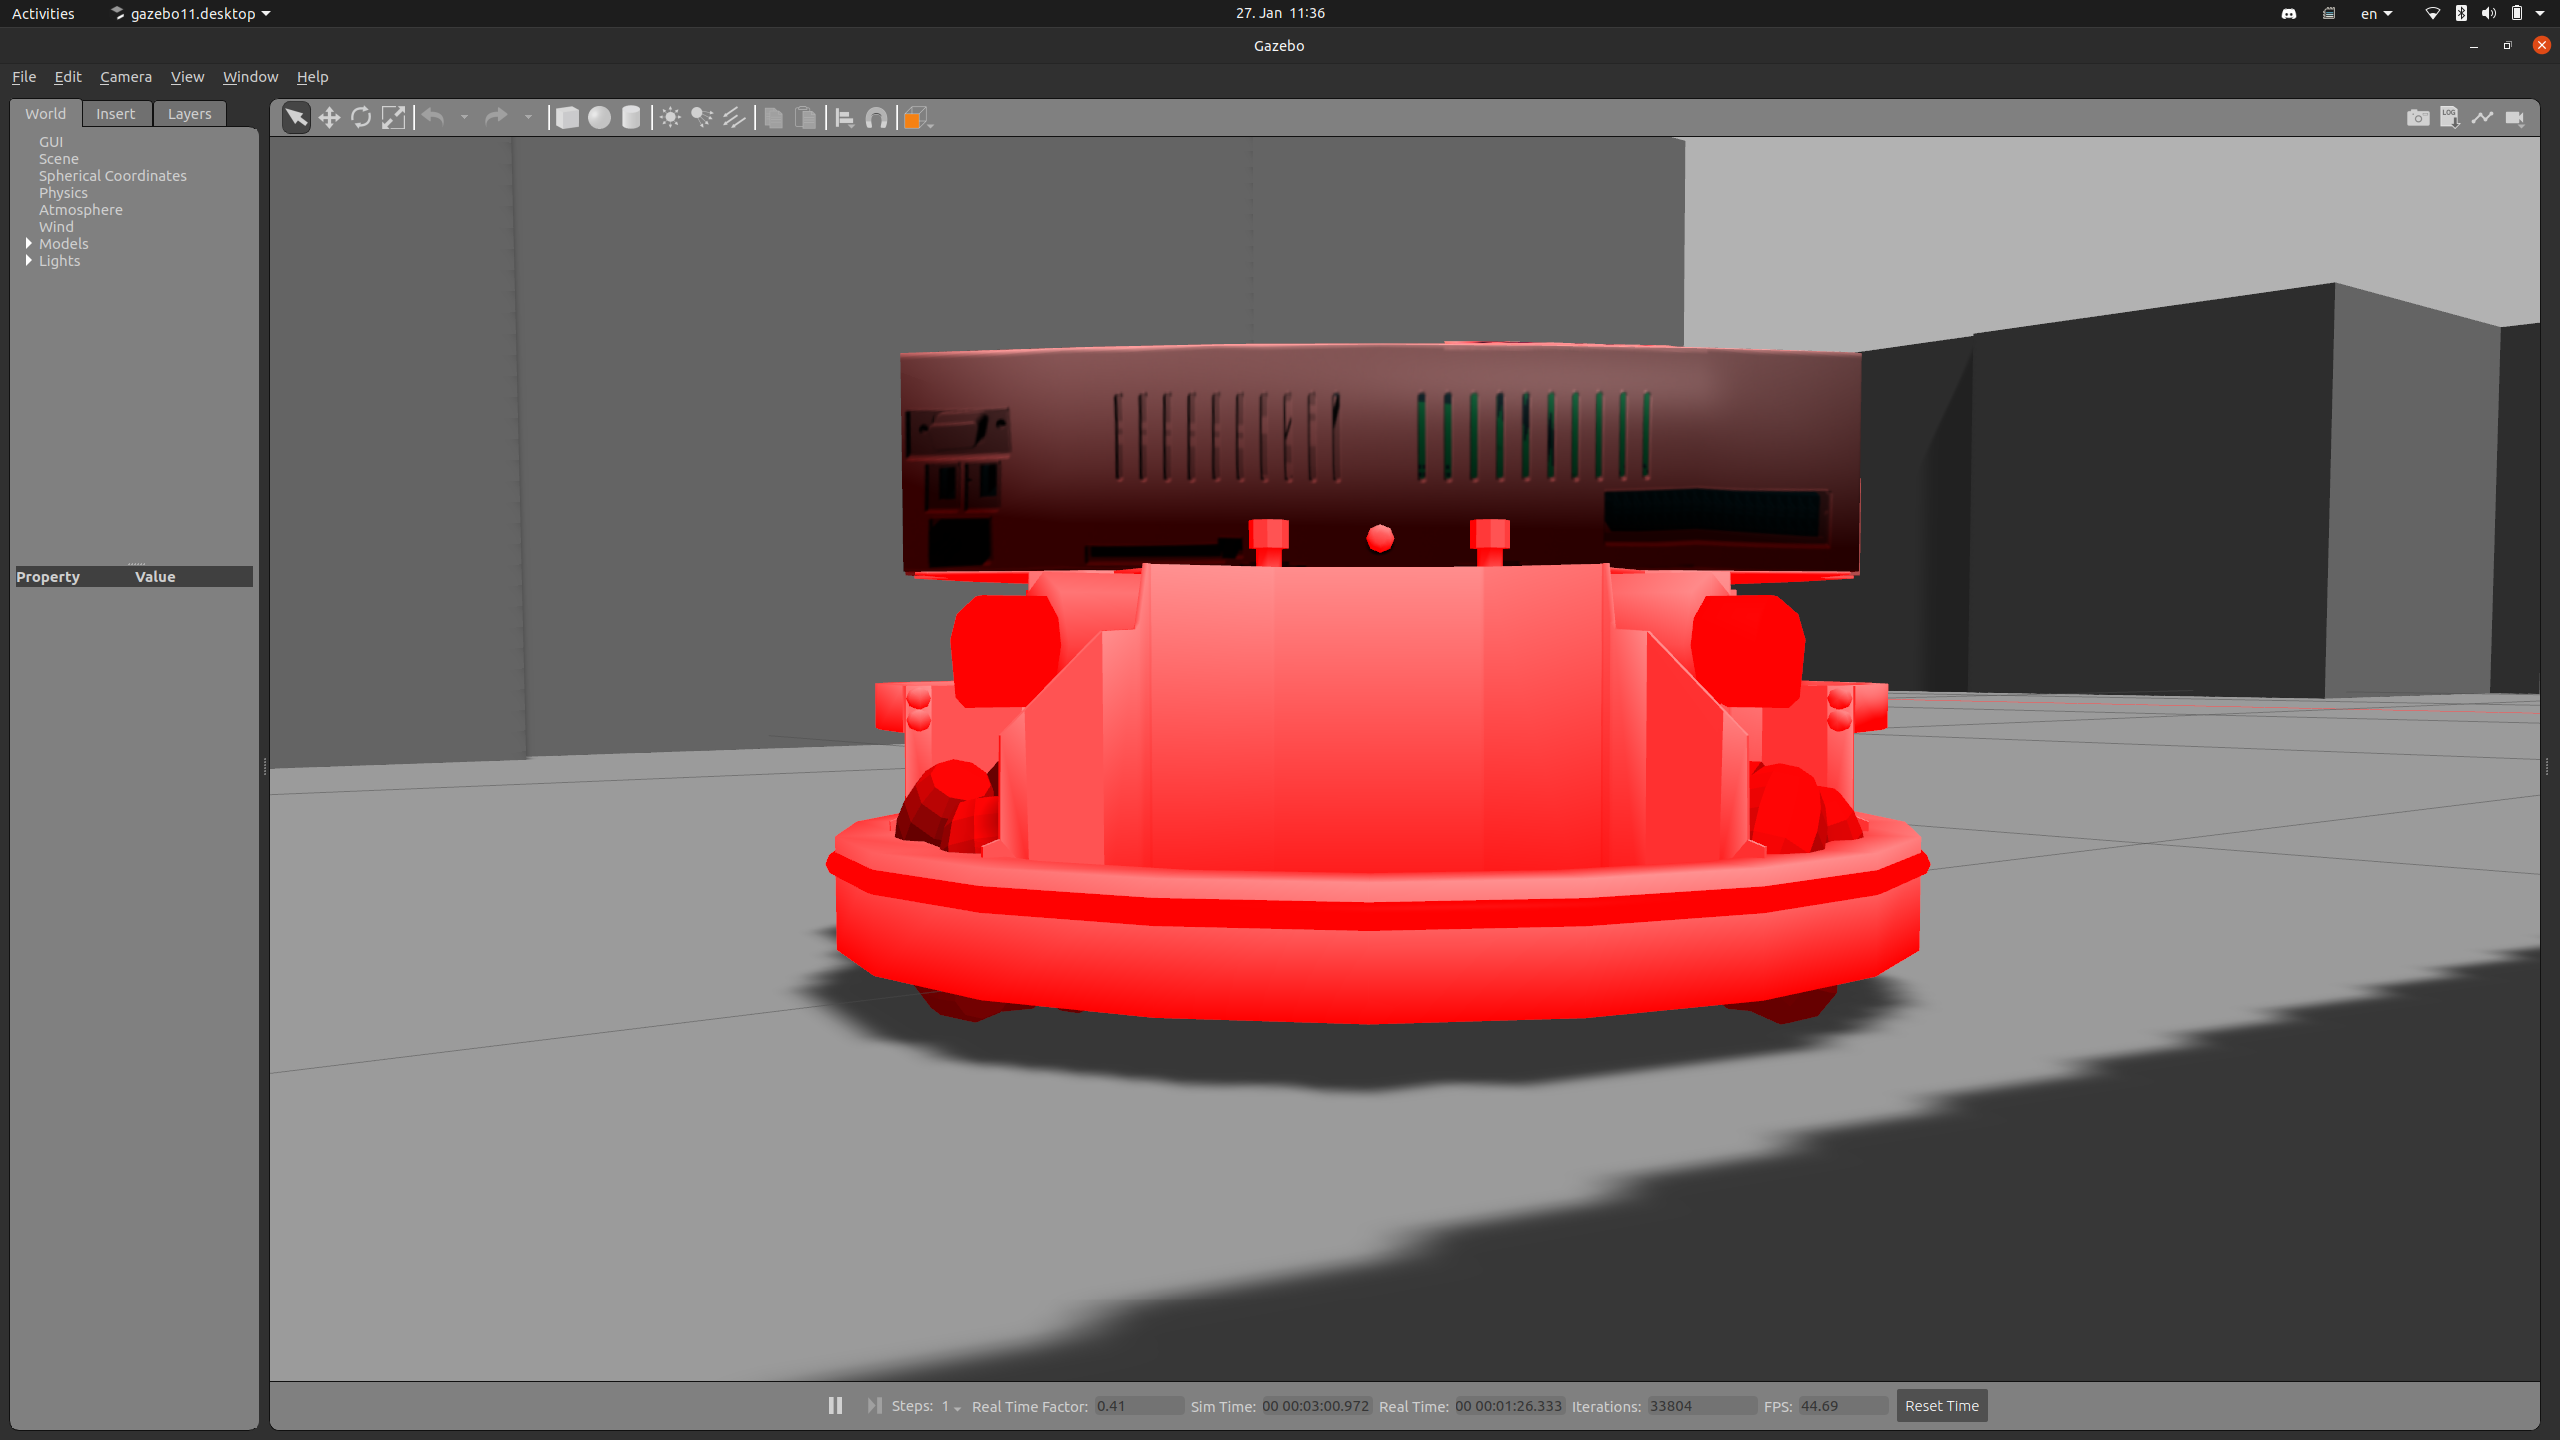 Activities gazebo11.desktop 27. Jan 11:36 en
Gazebo
File Edit Camera View Window Help
World Insert Layers
LOG
GUI
Scene
Spherical Coordinates
Physics
Atmosphere
Wind
Models
Lights
Property Value
Steps: 1 Real Time Factor: 0.41 Sim Time: 00 00:03:00.972 Real Time: 00 00:01:26.333 Iterations: 33804 FPS: 44.69 Reset Time